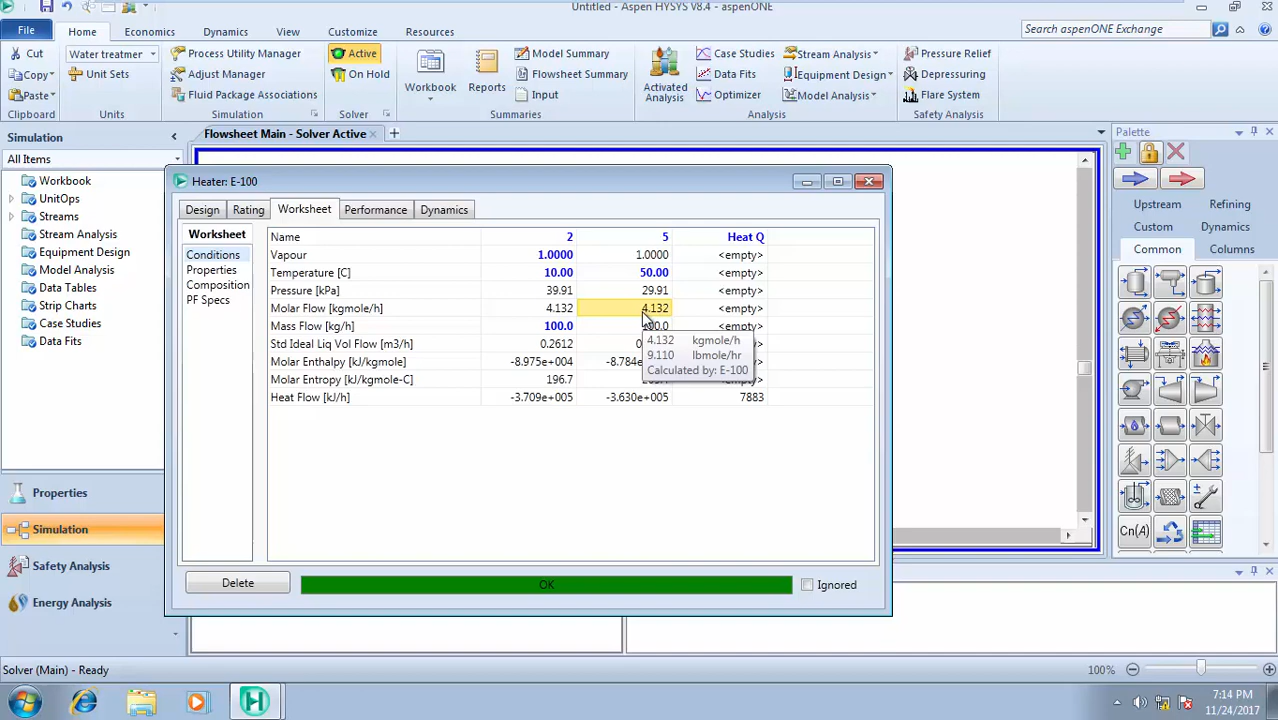 Untitled - Aspen HYSYS V8.4 - aspenONE
File
Home
Economics
Dynamics
View
Customize
Resources
Search aspenONE Exchange
Cut
Copy
Paste
Clipboard
Water treatmer
Unit Sets
Units
Process Utility Manager
Adjust Manager
Fluid Package Associations
Simulation
Active
On Hold
Solver
Workbook
Reports
Model Summary
Flowsheet Summary
Input
Summaries
Activated Analysis
Case Studies
Data Fits
Optimizer
Stream Analysis
Equipment Design
Model Analysis
Analysis
Pressure Relief
Depressuring
Flare System
Safety Analysis
Simulation
All Items
Workbook
UnitOps
Streams
Stream Analysis
Equipment Design
Model Analysis
Data Tables
Strip Charts
Case Studies
Data Fits
Properties
Simulation
Safety Analysis
Energy Analysis
Flowsheet Main - Solver Active
Heater: E-100
Design
Rating
Worksheet
Performance
Dynamics
Worksheet
Conditions
Properties
Composition
PF Specs
Name 2 5 Heat Q
Vapour 1.0000 1.0000 <empty>
Temperature [C] 10.00 50.00 <empty>
Pressure [kPa] 39.91 29.91 <empty>
Molar Flow [kgmole/h] 4.132 4.132 <empty>
Mass Flow [kg/h] 100.0 <empty>
Std Ideal Liq Vol Flow [m3/h] 0.2612
Molar Enthalpy [kJ/kgmole] -8.975e+004
Molar Entropy [kJ/kgmole-C] 196.7
Heat Flow [kJ/h] -3.709e+005 -3.630e+005 7883
4.132 kgmole/h
9.110 lbmole/hr
Calculated by: E-100
Delete
OK
Ignored
Palette
Upstream
Refining
Custom
Dynamics
Common
Columns
Cn(A)
Solver (Main) - Ready
100%
7:14 PM
11/24/2017